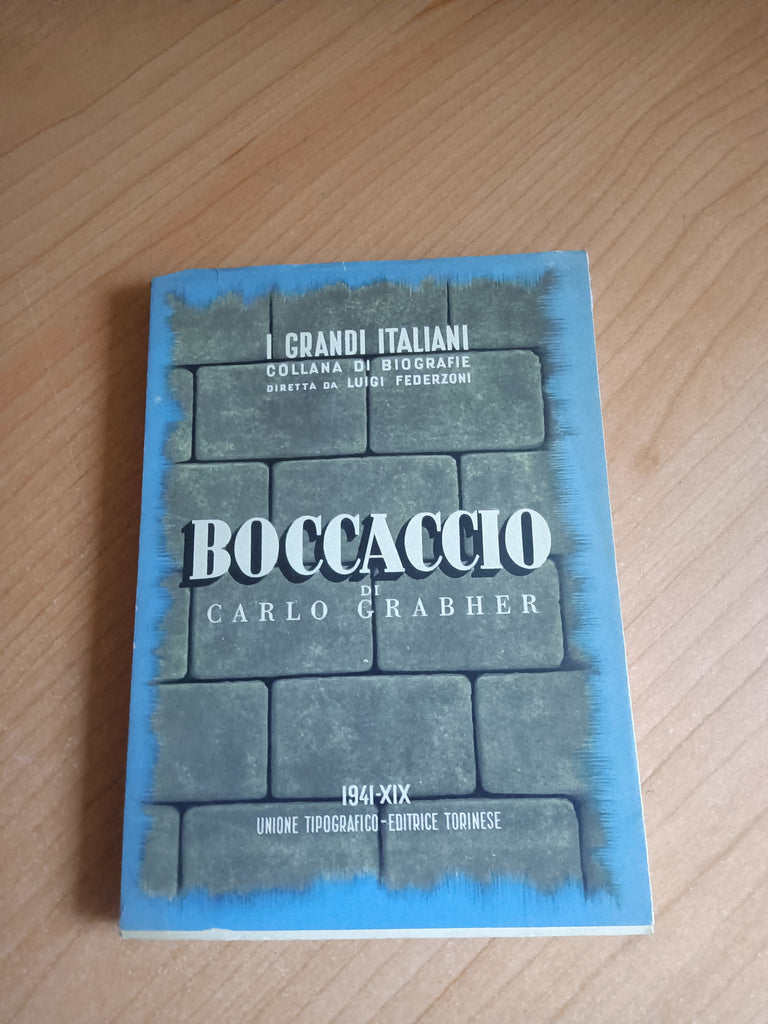 I GRANDI ITALIANI
COLLANA DI BIOGRAFIE
DIRETTA DA LUIGI FEDERZONI
BOCCACCIO
DI
CARLO GRABHER
1941-XIX
UNIONE TIPOGRAFICO-EDITRICE TORINESE